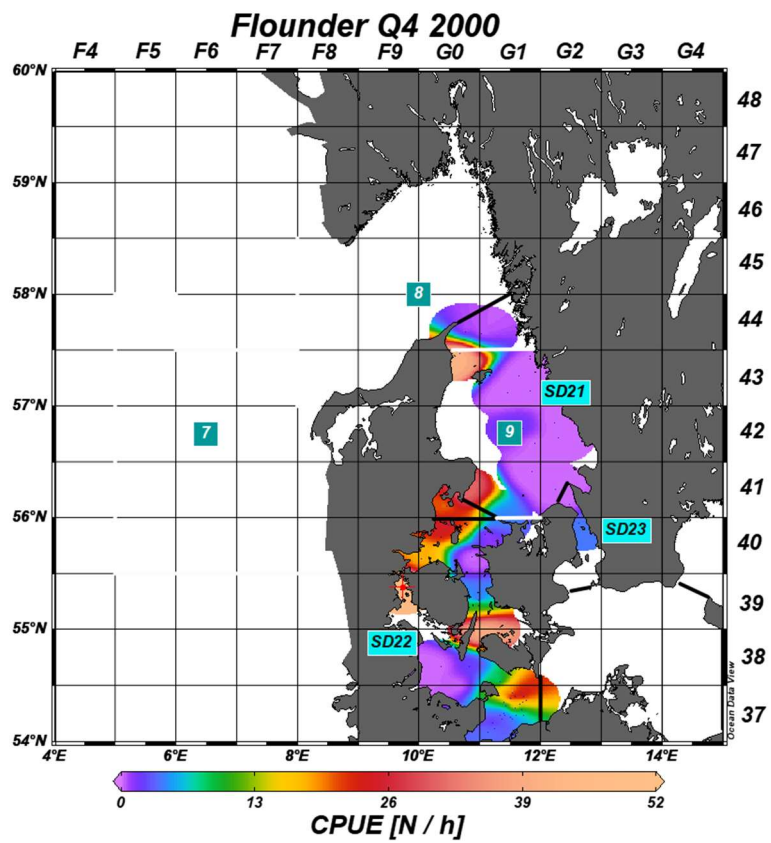 Flounder Q4 2000
F4 F5 F6 F7 F8 F9 G0 G1 G2 G3 G4
60°N
48
47
59°N
46
45
58°N
8
44
43
SD21
57°N
7
9
42
41
56°N
SD23
40
39
55°N
SD22
38
37
Ocean Data View
54°N
4°E 6°E 8°E 10°E 12°E 14°E
0 13 26 39 52
CPUE [N / h]